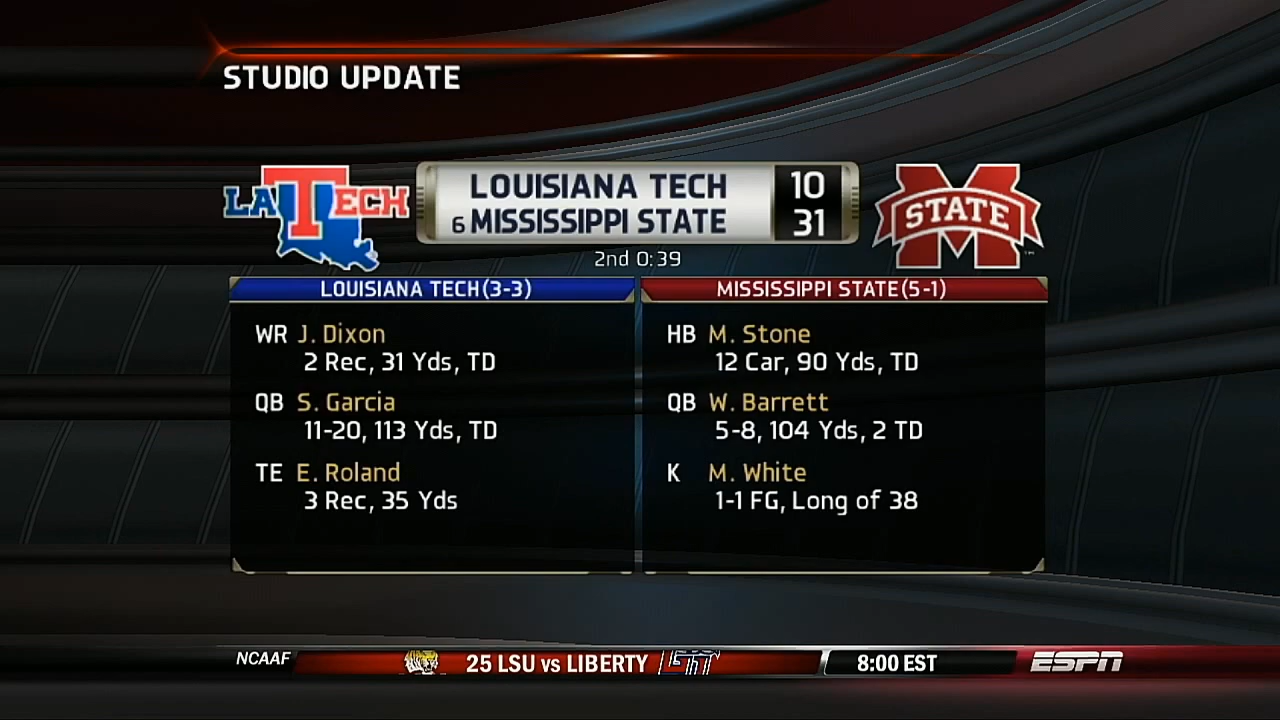 STUDIO UPDATE
LA TECH
LOUISIANA TECH 10
6 MISSISSIPPI STATE 31
STATE
2nd 0:39
LOUISIANA TECH(3-3)
WR J. Dixon
2 Rec, 31 Yds, TD
QB S. Garcia
11-20, 113 Yds, TD
TE E. Roland
3 Rec, 35 Yds
MISSISSIPPI STATE(5-1)
HB M. Stone
12 Car, 90 Yds, TD
QB W. Barrett
5-8, 104 Yds, 2 TD
K M. White
1-1 FG, Long of 38
NCAAF 25 LSU vs LIBERTY 8:00 EST ESPN